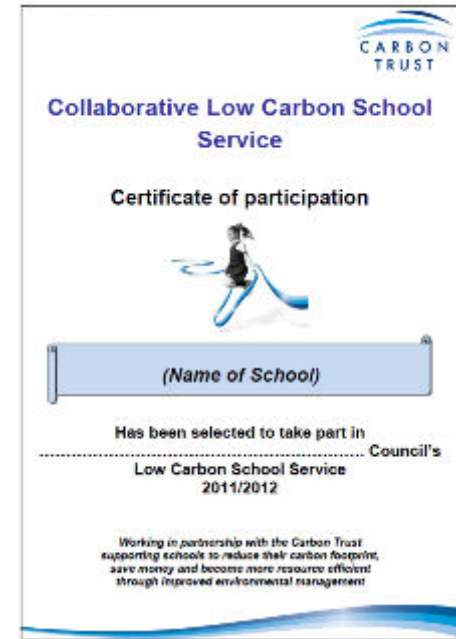 CARBON
TRUST
Collaborative Low Carbon School
Service
Certificate of participation
(Name of School)
Has been selected to take part in
............................................................ Council's
Low Carbon School Service
2011/2012
Working in partnership with the Carbon Trust
supporting schools to reduce their carbon footprint,
save money and become more resource efficient
through improved environmental management